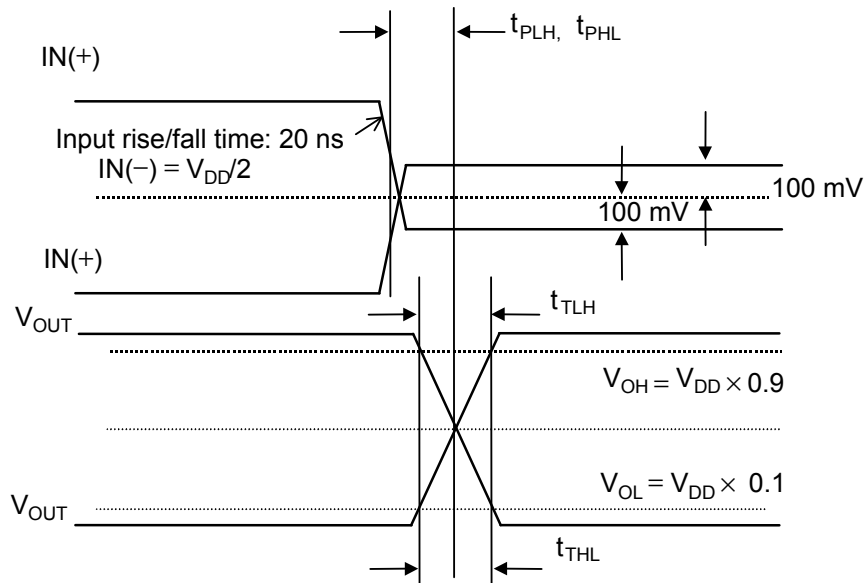 t_PLH, t_PHL
IN(+)
Input rise/fall time: 20 ns
IN(−) = V_DD/2
100 mV
100 mV
IN(+)
t_TLH
V_OUT
V_OH = V_DD × 0.9
V_OL = V_DD × 0.1
V_OUT
t_THL